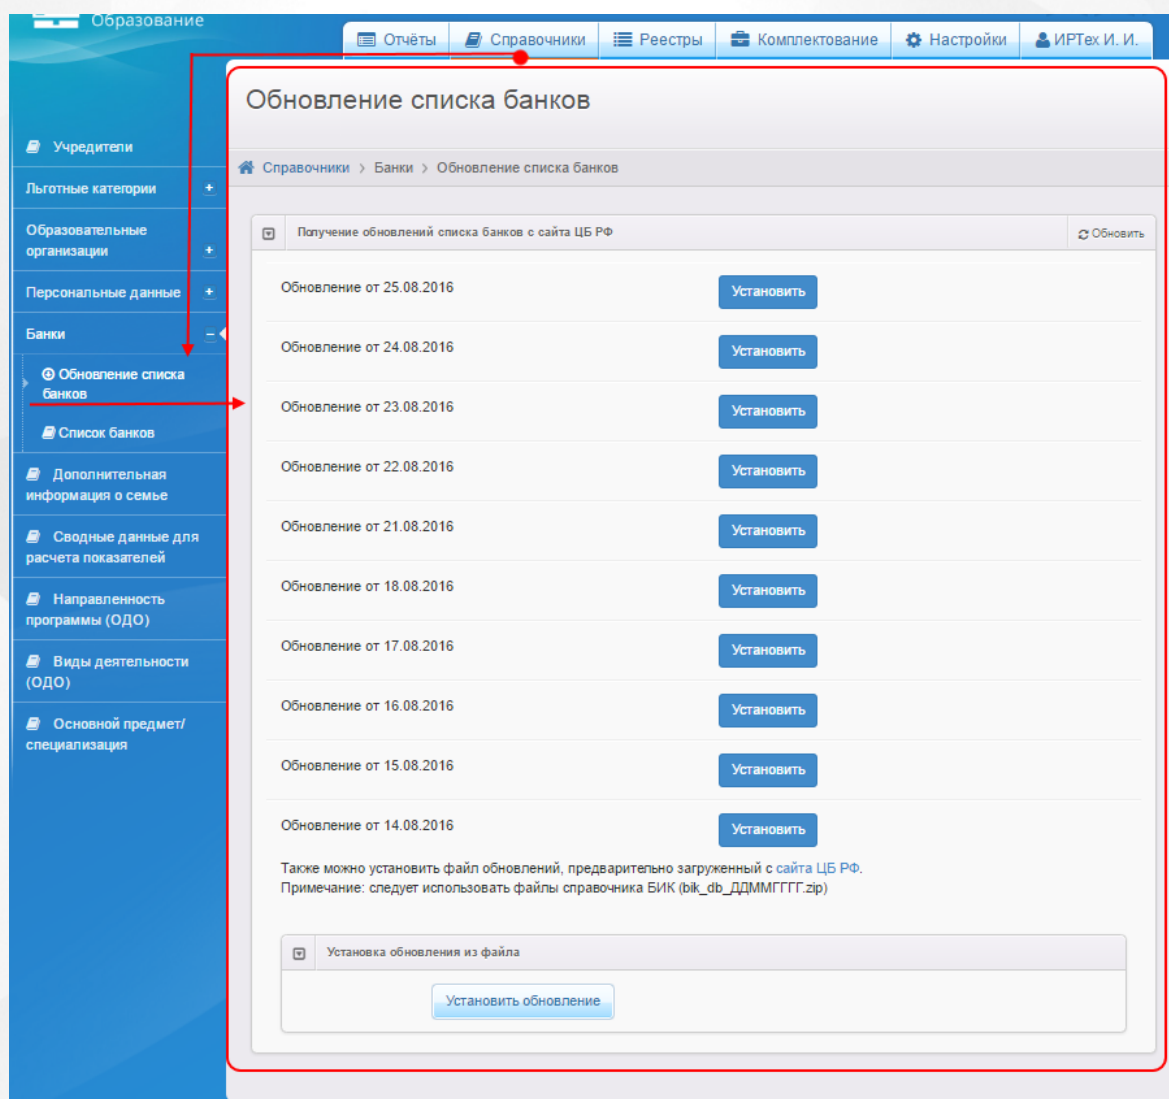 Образование
Отчёты Справочники Реестры Комплектование Настройки ИРТех И. И.
Обновление списка банков
Справочники > Банки > Обновление списка банков
Учредители
Льготные категории +
Образовательные
организации +
Персональные данные +
Банки –
Обновление списка
банков
Список банков
Дополнительная
информация о семье
Сводные данные для
расчета показателей
Направленность
программы (ОДО)
Виды деятельности
(ОДО)
Основной предмет/
специализация
Получение обновлений списка банков с сайта ЦБ РФ Обновить
Обновление от 25.08.2016 Установить
Обновление от 24.08.2016 Установить
Обновление от 23.08.2016 Установить
Обновление от 22.08.2016 Установить
Обновление от 21.08.2016 Установить
Обновление от 18.08.2016 Установить
Обновление от 17.08.2016 Установить
Обновление от 16.08.2016 Установить
Обновление от 15.08.2016 Установить
Обновление от 14.08.2016 Установить
Также можно установить файл обновлений, предварительно загруженный с сайта ЦБ РФ.
Примечание: следует использовать файлы справочника БИК (bik_db_ДДММГГГГ.zip)
Установка обновления из файла
Установить обновление